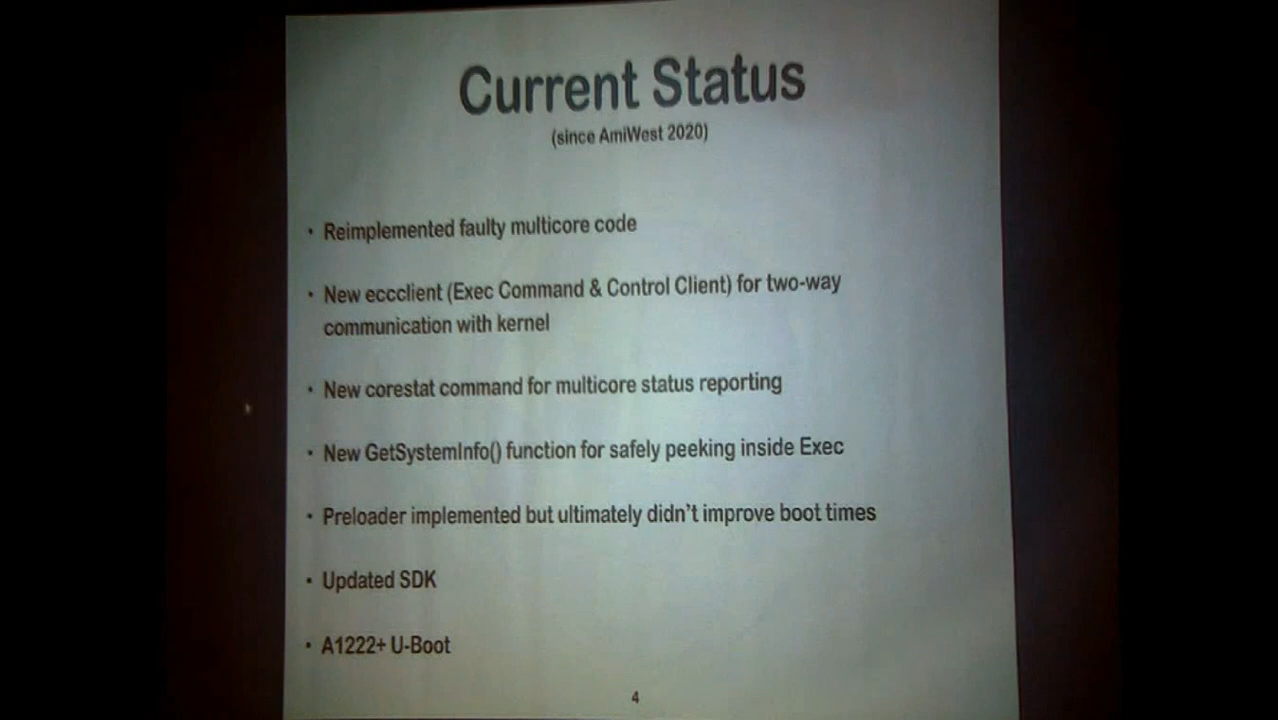 Current Status
(since AmiWest 2020)
• Reimplemented faulty multicore code
• New eccclient (Exec Command & Control Client) for two-way
communication with kernel
• New corestat command for multicore status reporting
• New GetSystemInfo() function for safely peeking inside Exec
• Preloader implemented but ultimately didn't improve boot times
• Updated SDK
• A1222+ U-Boot
4